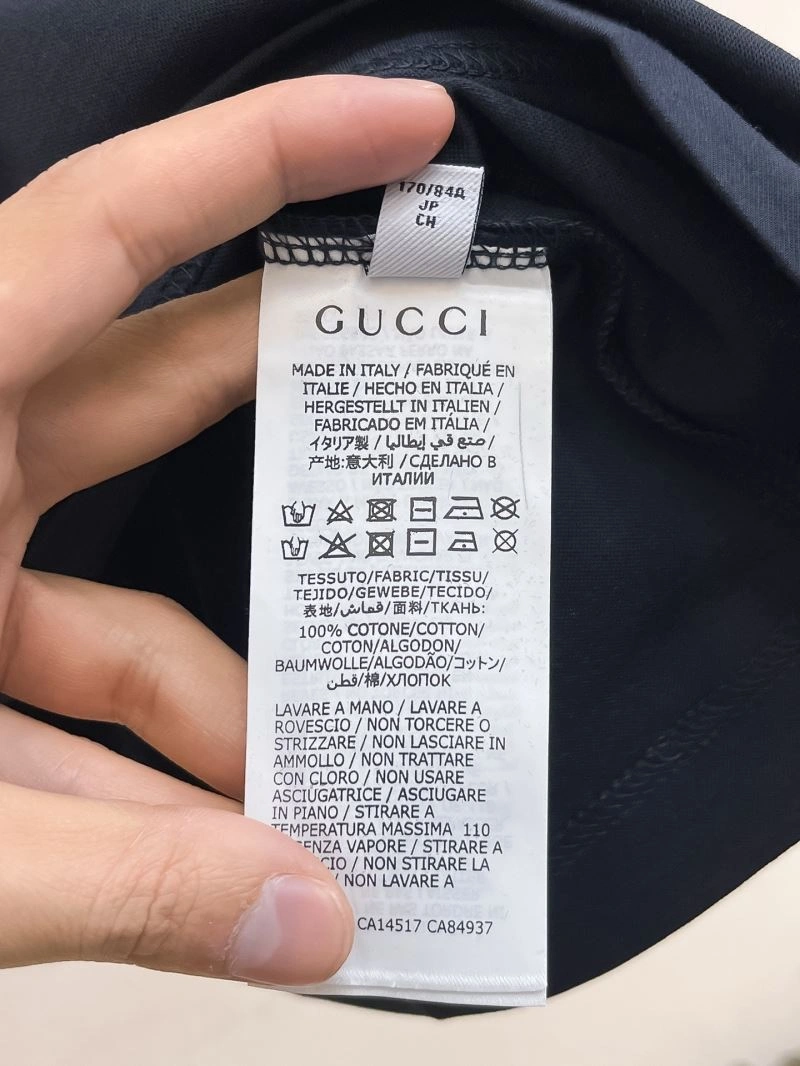 170/84A
JP
CH
GUCCI
MADE IN ITALY / FABRIQUÉ EN
ITALIE / HECHO EN ITALIA /
HERGESTELLT IN ITALIEN /
FABRICADO EM ITÁLIA /
イタリア製 / صنع في إيطاليا /
产地:意大利 / СДЕЛАНО В
ИТАЛИИ
TESSUTO/FABRIC/TISSU/
TEJIDO/GEWEBE/TECIDO/
表地/قماش/面料/ТКАНЬ:
100% COTONE/COTTON/
COTON/ALGODON/
BAUMWOLLE/ALGODÃO/コットン/
قطن/棉/ХЛОПОК
LAVARE A MANO / LAVARE A
ROVESCIO / NON TORCERE O
STRIZZARE / NON LASCIARE IN
AMMOLLO / NON TRATTARE
CON CLORO / NON USARE
ASCIUGATRICE / ASCIUGARE
IN PIANO / STIRARE A
TEMPERATURA MASSIMA 110
VAPORE / STIRARE A
/ NON STIRARE LA
/ NON LAVARE A
CA14517 CA84937